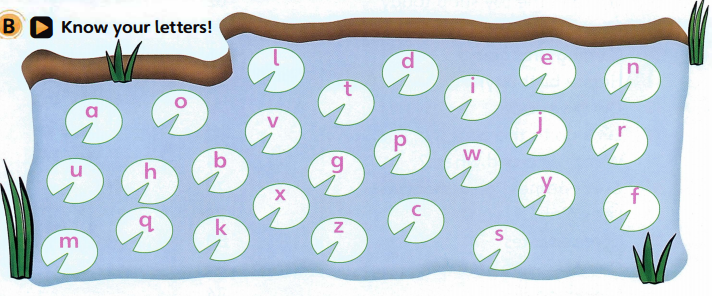 B Know your letters!
l d e n
t i
a o v j r
p w
u h b g y
x f
m q k z c s